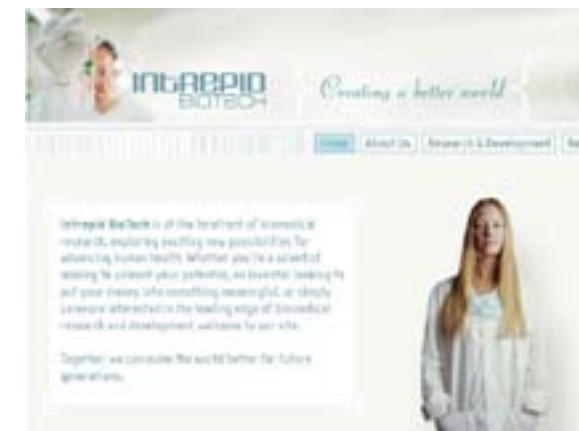 INTREPID
BIOTECH
Creating a better world
Home
About Us
Research & Development
Intrepid BioTech is at the forefront of biomedical
research, exploring exciting new possibilities for
advancing human health. Whether you're a scientist
looking to unleash your potential, an investor looking to
put your money into something meaningful, or simply
someone interested in the leading edge of biomedical
research and development, welcome to our site.
Together, we can make the world better for future
generations.